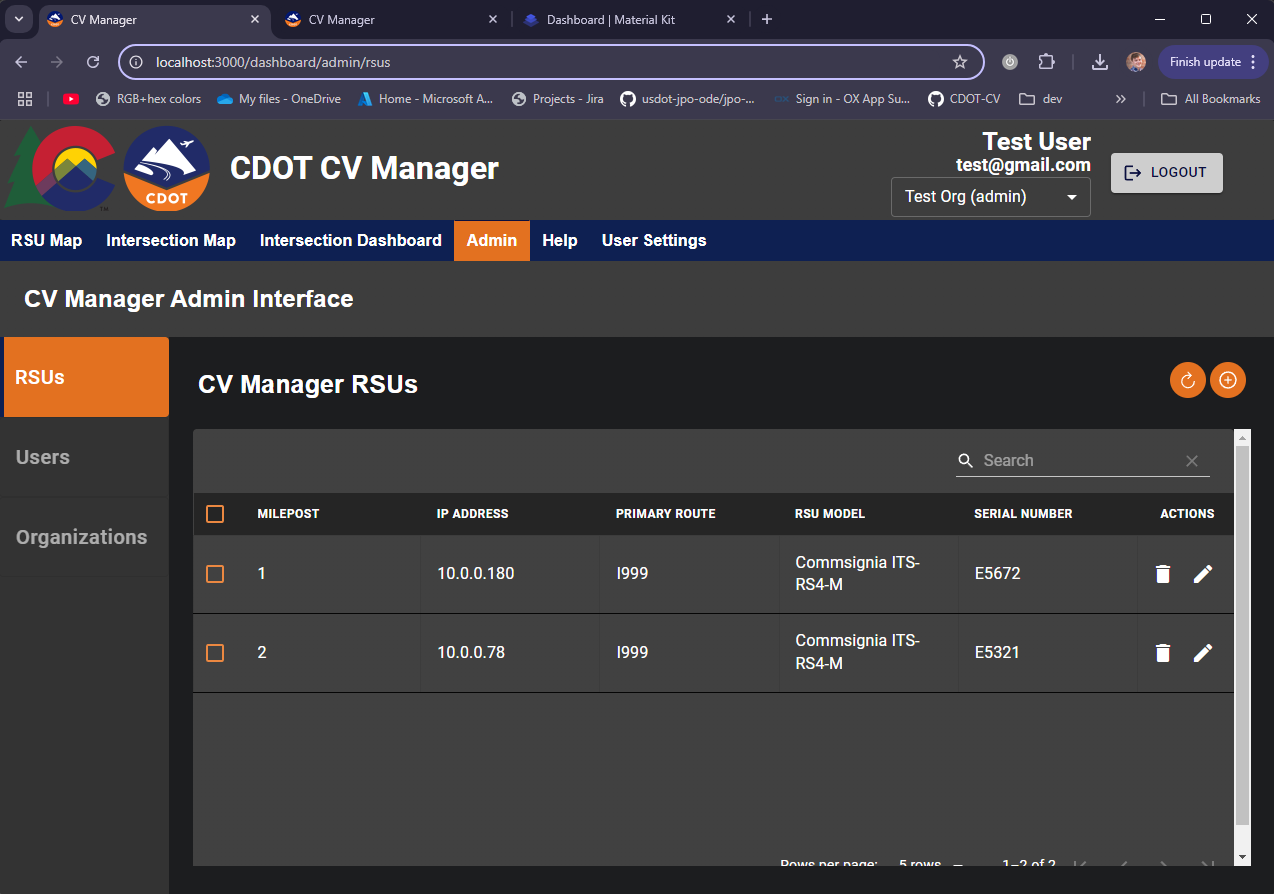 CV Manager
CV Manager
Dashboard | Material Kit
localhost:3000/dashboard/admin/rsus
Finish update
RGB+hex colors
My files - OneDrive
Home - Microsoft A...
Projects - Jira
usdot-jpo-ode/jpo-...
Sign in - OX App Su...
CDOT-CV
dev
All Bookmarks
CDOT
TM
CDOT CV Manager
Test User
test@gmail.com
Test Org (admin)
LOGOUT
RSU Map
Intersection Map
Intersection Dashboard
Admin
Help
User Settings
CV Manager Admin Interface
RSUs
Users
Organizations
CV Manager RSUs
Search
MILEPOST IP ADDRESS PRIMARY ROUTE RSU MODEL SERIAL NUMBER ACTIONS
1 10.0.0.180 I999 Commsignia ITS-
RS4-M E5672
2 10.0.0.78 I999 Commsignia ITS-
RS4-M E5321
Rows per page: 5 rows 1–2 of 2